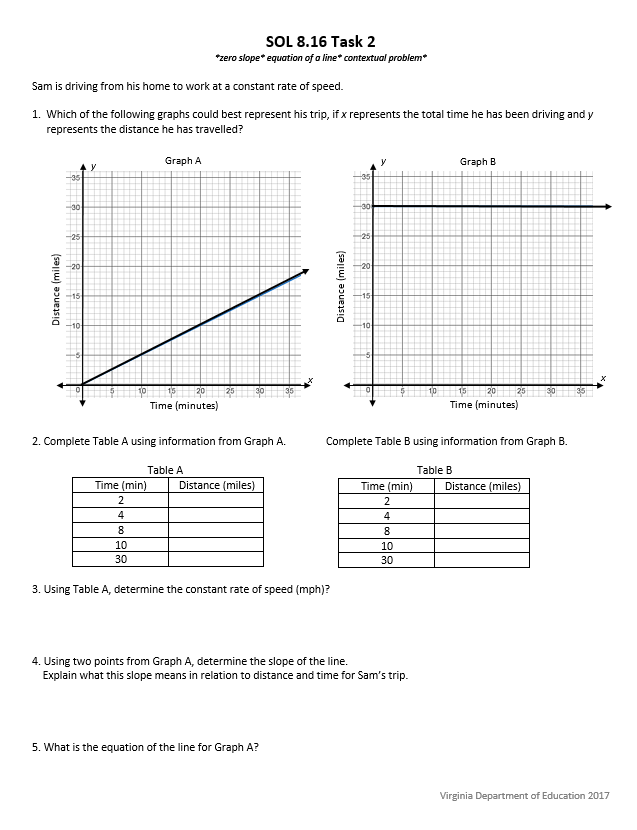 SOL 8.16 Task 2
*zero slope* equation of a line* contextual problem*
Sam is driving from his home to work at a constant rate of speed.
1. Which of the following graphs could best represent his trip, if x represents the total time he has been driving and y
represents the distance he has travelled?
Graph A
y
35
30
25
20
15
10
5
0 5 10 15 20 25 30 35
x
Distance (miles)
Time (minutes)
Graph B
y
35
30
25
20
15
10
5
0 5 10 15 20 25 30 35
x
Distance (miles)
Time (minutes)
2. Complete Table A using information from Graph A.
Complete Table B using information from Graph B.
Table A
Time (min) Distance (miles)
2
4
8
10
30
Table B
Time (min) Distance (miles)
2
4
8
10
30
3. Using Table A, determine the constant rate of speed (mph)?
4. Using two points from Graph A, determine the slope of the line.
Explain what this slope means in relation to distance and time for Sam's trip.
5. What is the equation of the line for Graph A?
Virginia Department of Education 2017